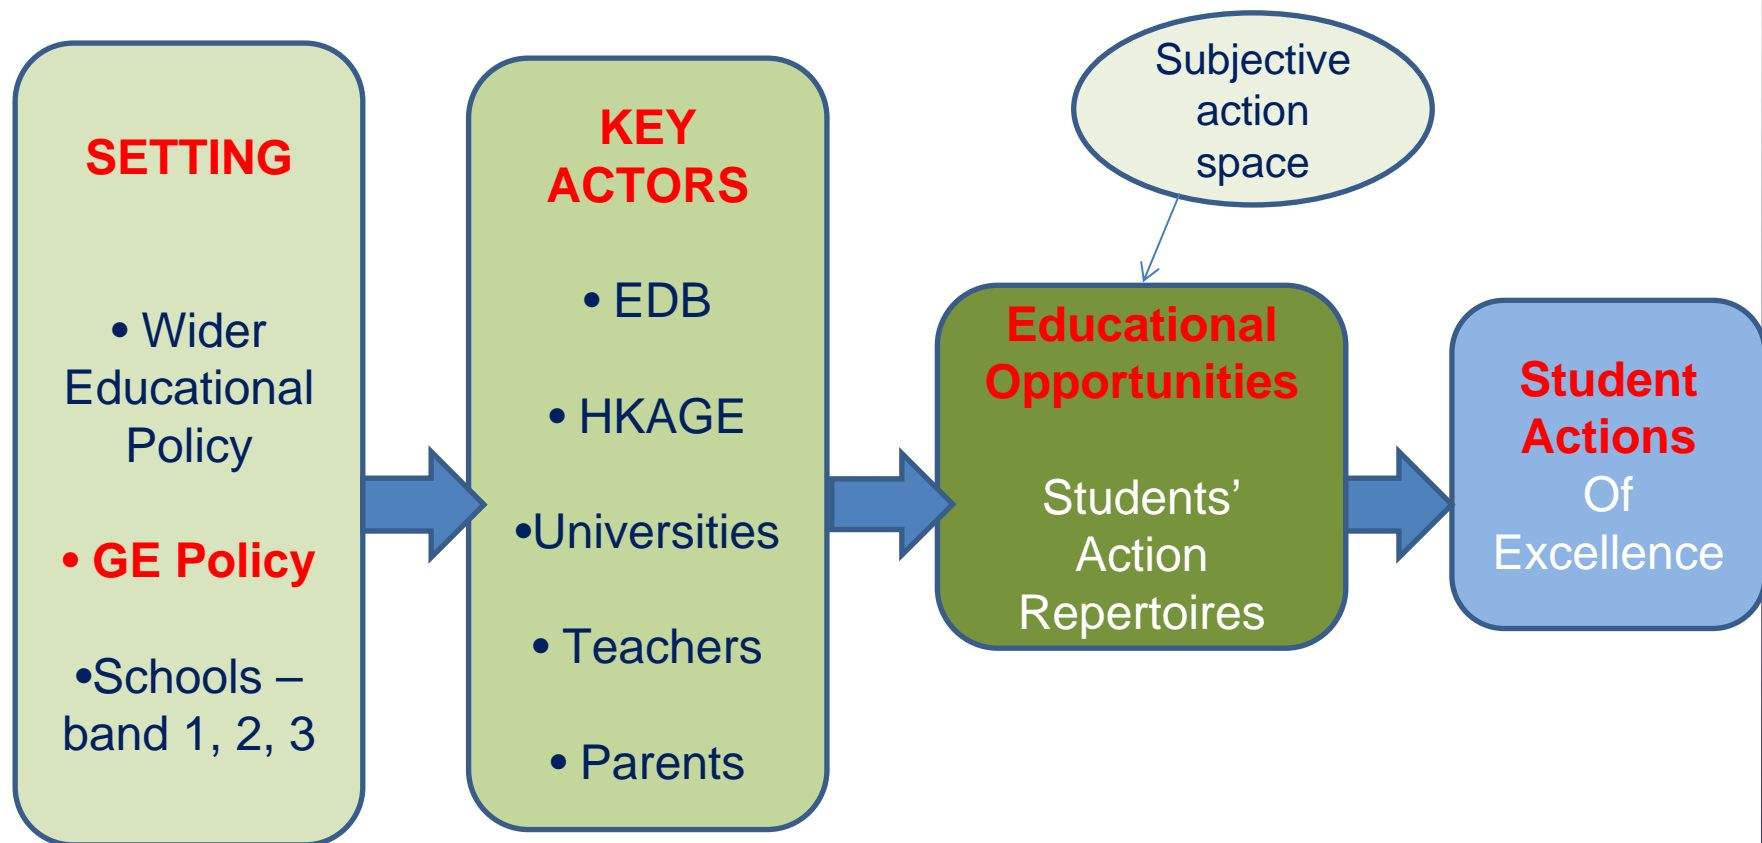 SETTING
• Wider
Educational
Policy
• GE Policy
•Schools –
band 1, 2, 3
KEY
ACTORS
• EDB
• HKAGE
•Universities
• Teachers
• Parents
Subjective
action
space
Educational
Opportunities
Students’
Action
Repertoires
Student
Actions
Of
Excellence